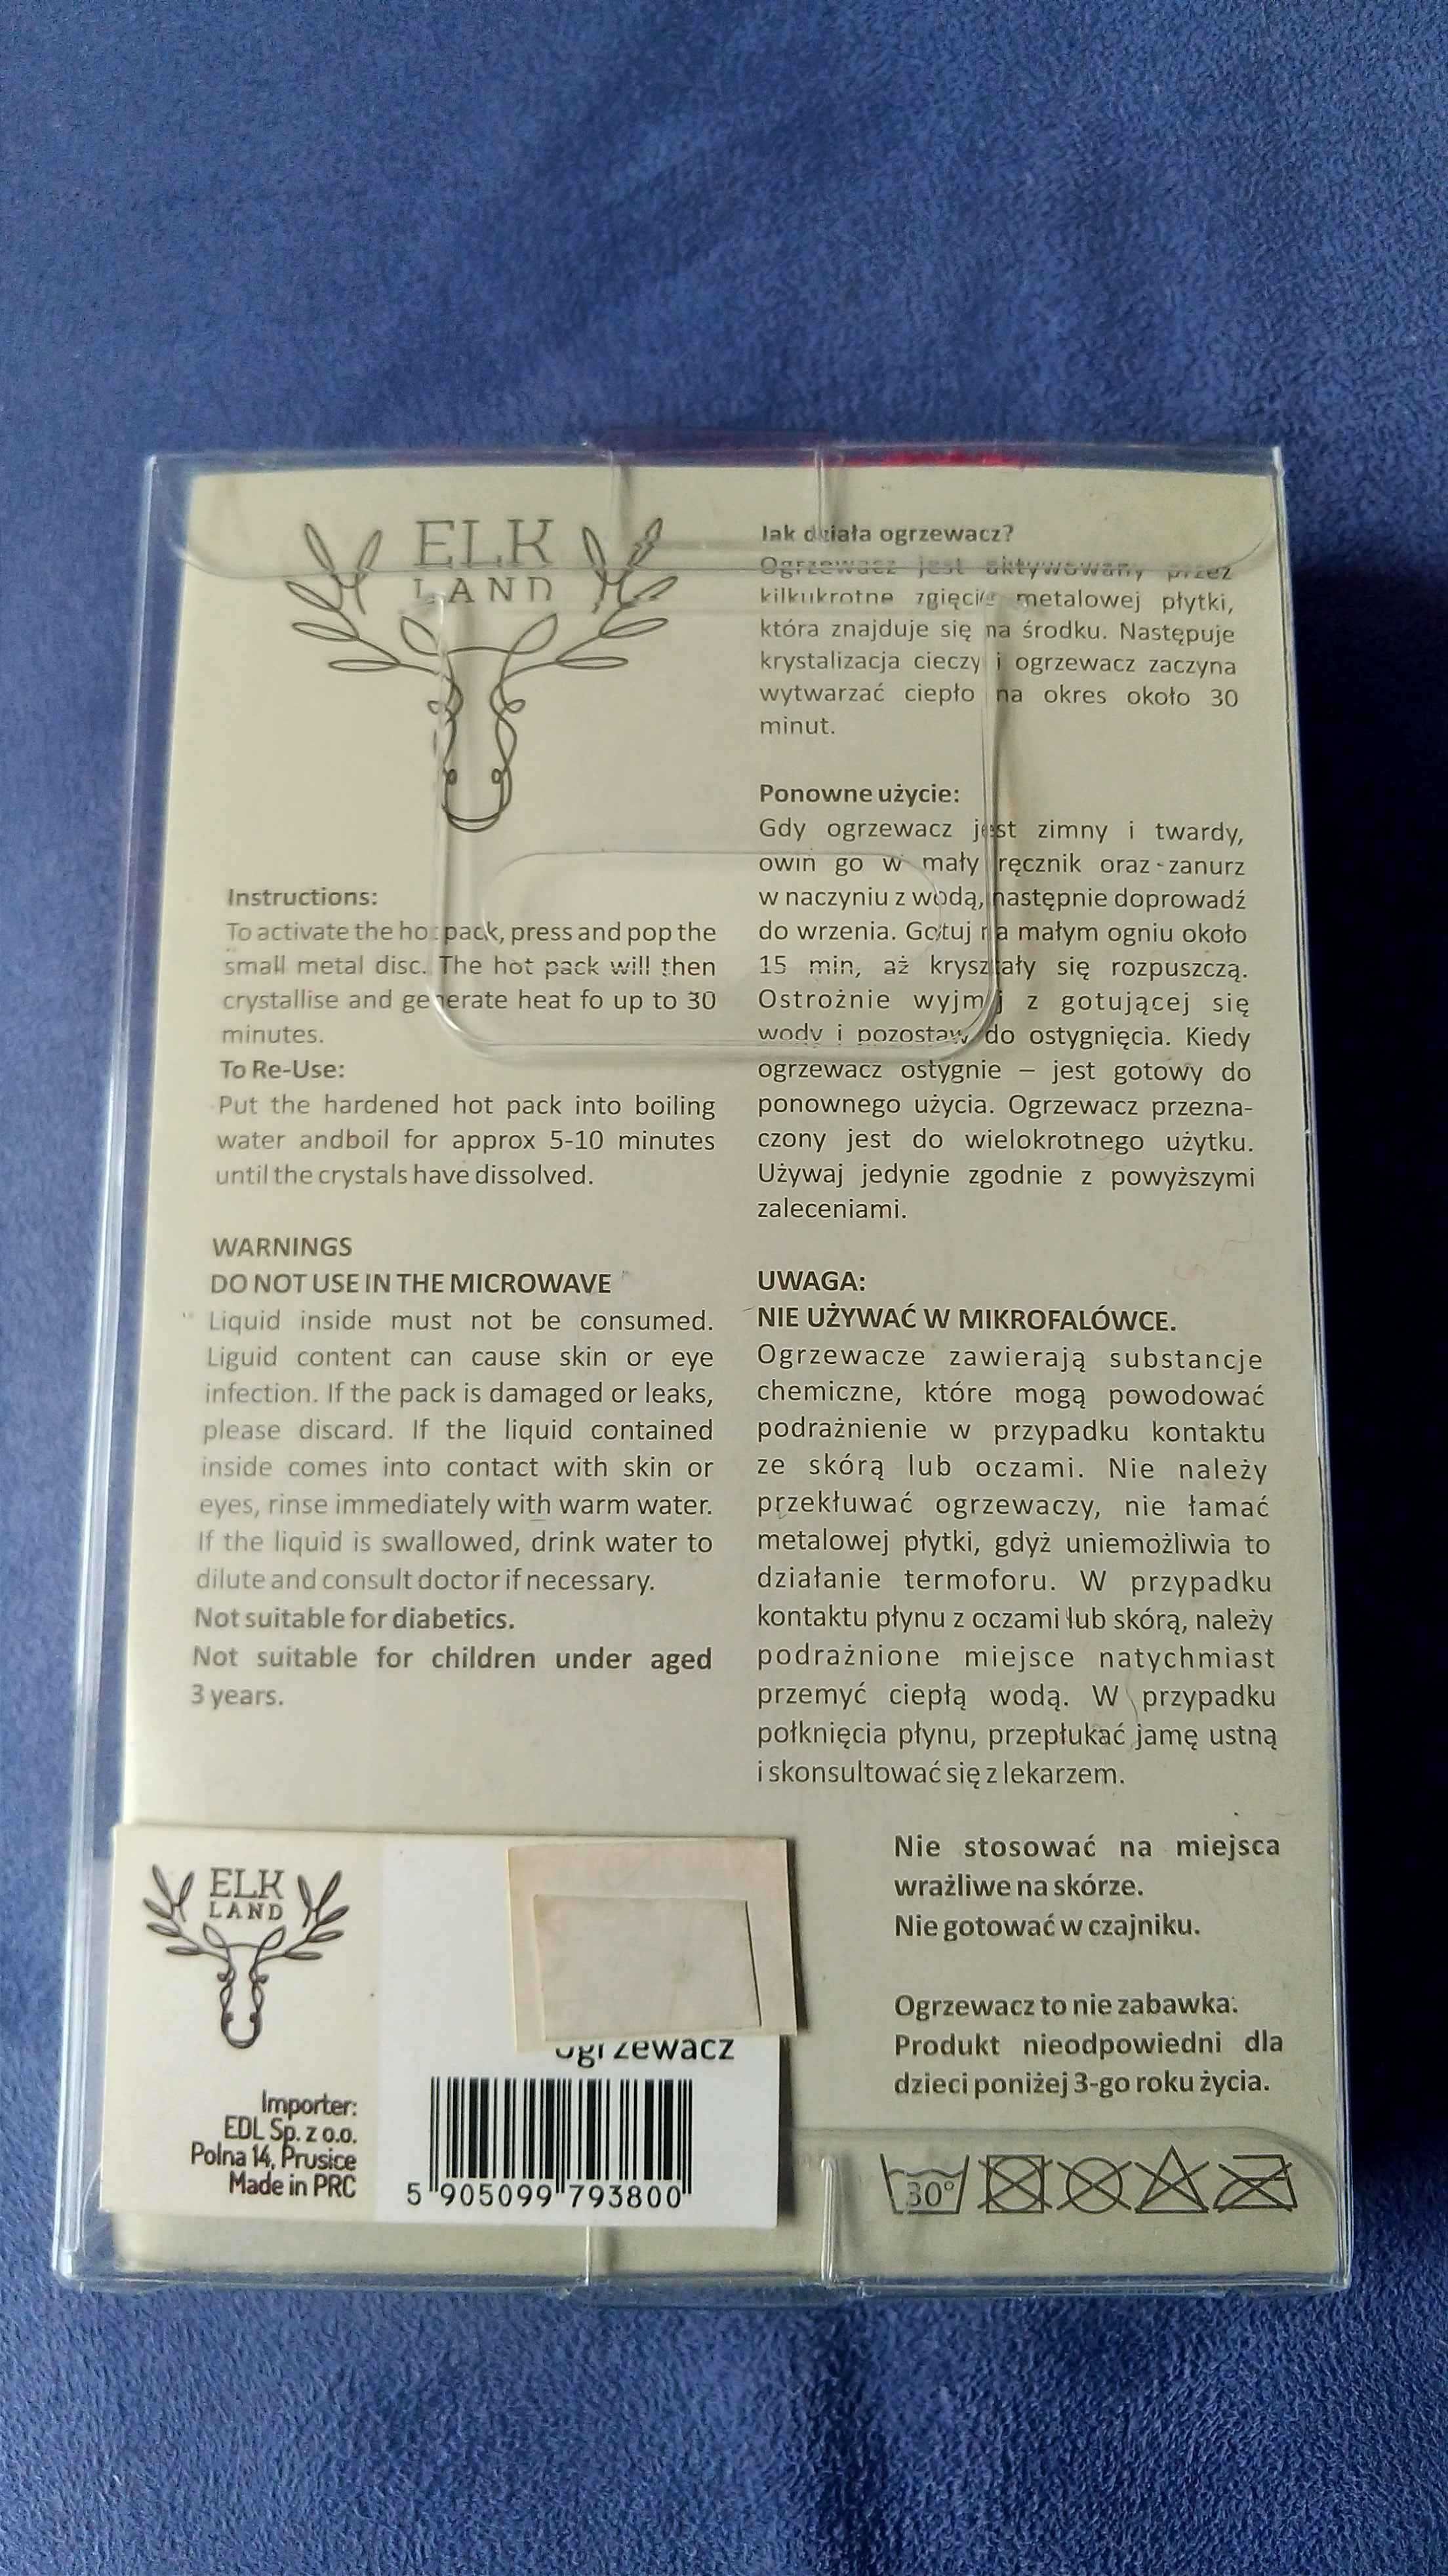 ELK
LAND
Instructions:
To activate the hot pack, press and pop the
small metal disc. The hot pack will then
crystallise and generate heat fo up to 30
minutes.
To Re-Use:
Put the hardened hot pack into boiling
water andboil for approx 5-10 minutes
until the crystals have dissolved.
WARNINGS
DO NOT USE IN THE MICROWAVE
Liquid inside must not be consumed.
Liguid content can cause skin or eye
infection. If the pack is damaged or leaks,
please discard. If the liquid contained
inside comes into contact with skin or
eyes, rinse immediately with warm water.
If the liquid is swallowed, drink water to
dilute and consult doctor if necessary.
Not suitable for diabetics.
Not suitable for children under aged
3 years.
Jak działa ogrzewacz?
Ogrzewacz jest aktywowany przez
kilkukrotne zgięcie metalowej płytki,
która znajduje się na środku. Następuje
krystalizacja cieczy i ogrzewacz zaczyna
wytwarzać ciepło na okres około 30
minut.
Ponowne użycie:
Gdy ogrzewacz jest zimny i twardy,
owiń go w mały ręcznik oraz zanurz
w naczyniu z wodą, następnie doprowadź
do wrzenia. Gotuj na małym ogniu około
15 min, aż kryształy się rozpuszczą.
Ostrożnie wyjmij z gotującej się
wody i pozostaw do ostygnięcia. Kiedy
ogrzewacz ostygnie – jest gotowy do
ponownego użycia. Ogrzewacz przezna-
czony jest do wielokrotnego użytku.
Używaj jedynie zgodnie z powyższymi
zaleceniami.
UWAGA:
NIE UŻYWAĆ W MIKROFALÓWCE.
Ogrzewacze zawierają substancje
chemiczne, które mogą powodować
podrażnienie w przypadku kontaktu
ze skórą lub oczami. Nie należy
przekłuwać ogrzewaczy, nie łamać
metalowej płytki, gdyż uniemożliwia to
działanie termoforu. W przypadku
kontaktu płynu z oczami lub skórą, należy
podrażnione miejsce natychmiast
przemyć ciepłą wodą. W przypadku
połknięcia płynu, przepłukać jamę ustną
i skonsultować się z lekarzem.
Nie stosować na miejsca
wrażliwe na skórze.
Nie gotować w czajniku.
Ogrzewacz to nie zabawka.
Produkt nieodpowiedni dla
dzieci poniżej 3-go roku życia.
30°
ELK
LAND
Importer:
EDL Sp. z o.o.
Polna 14, Prusice
Made in PRC
ogrzewacz
5 905099 793800